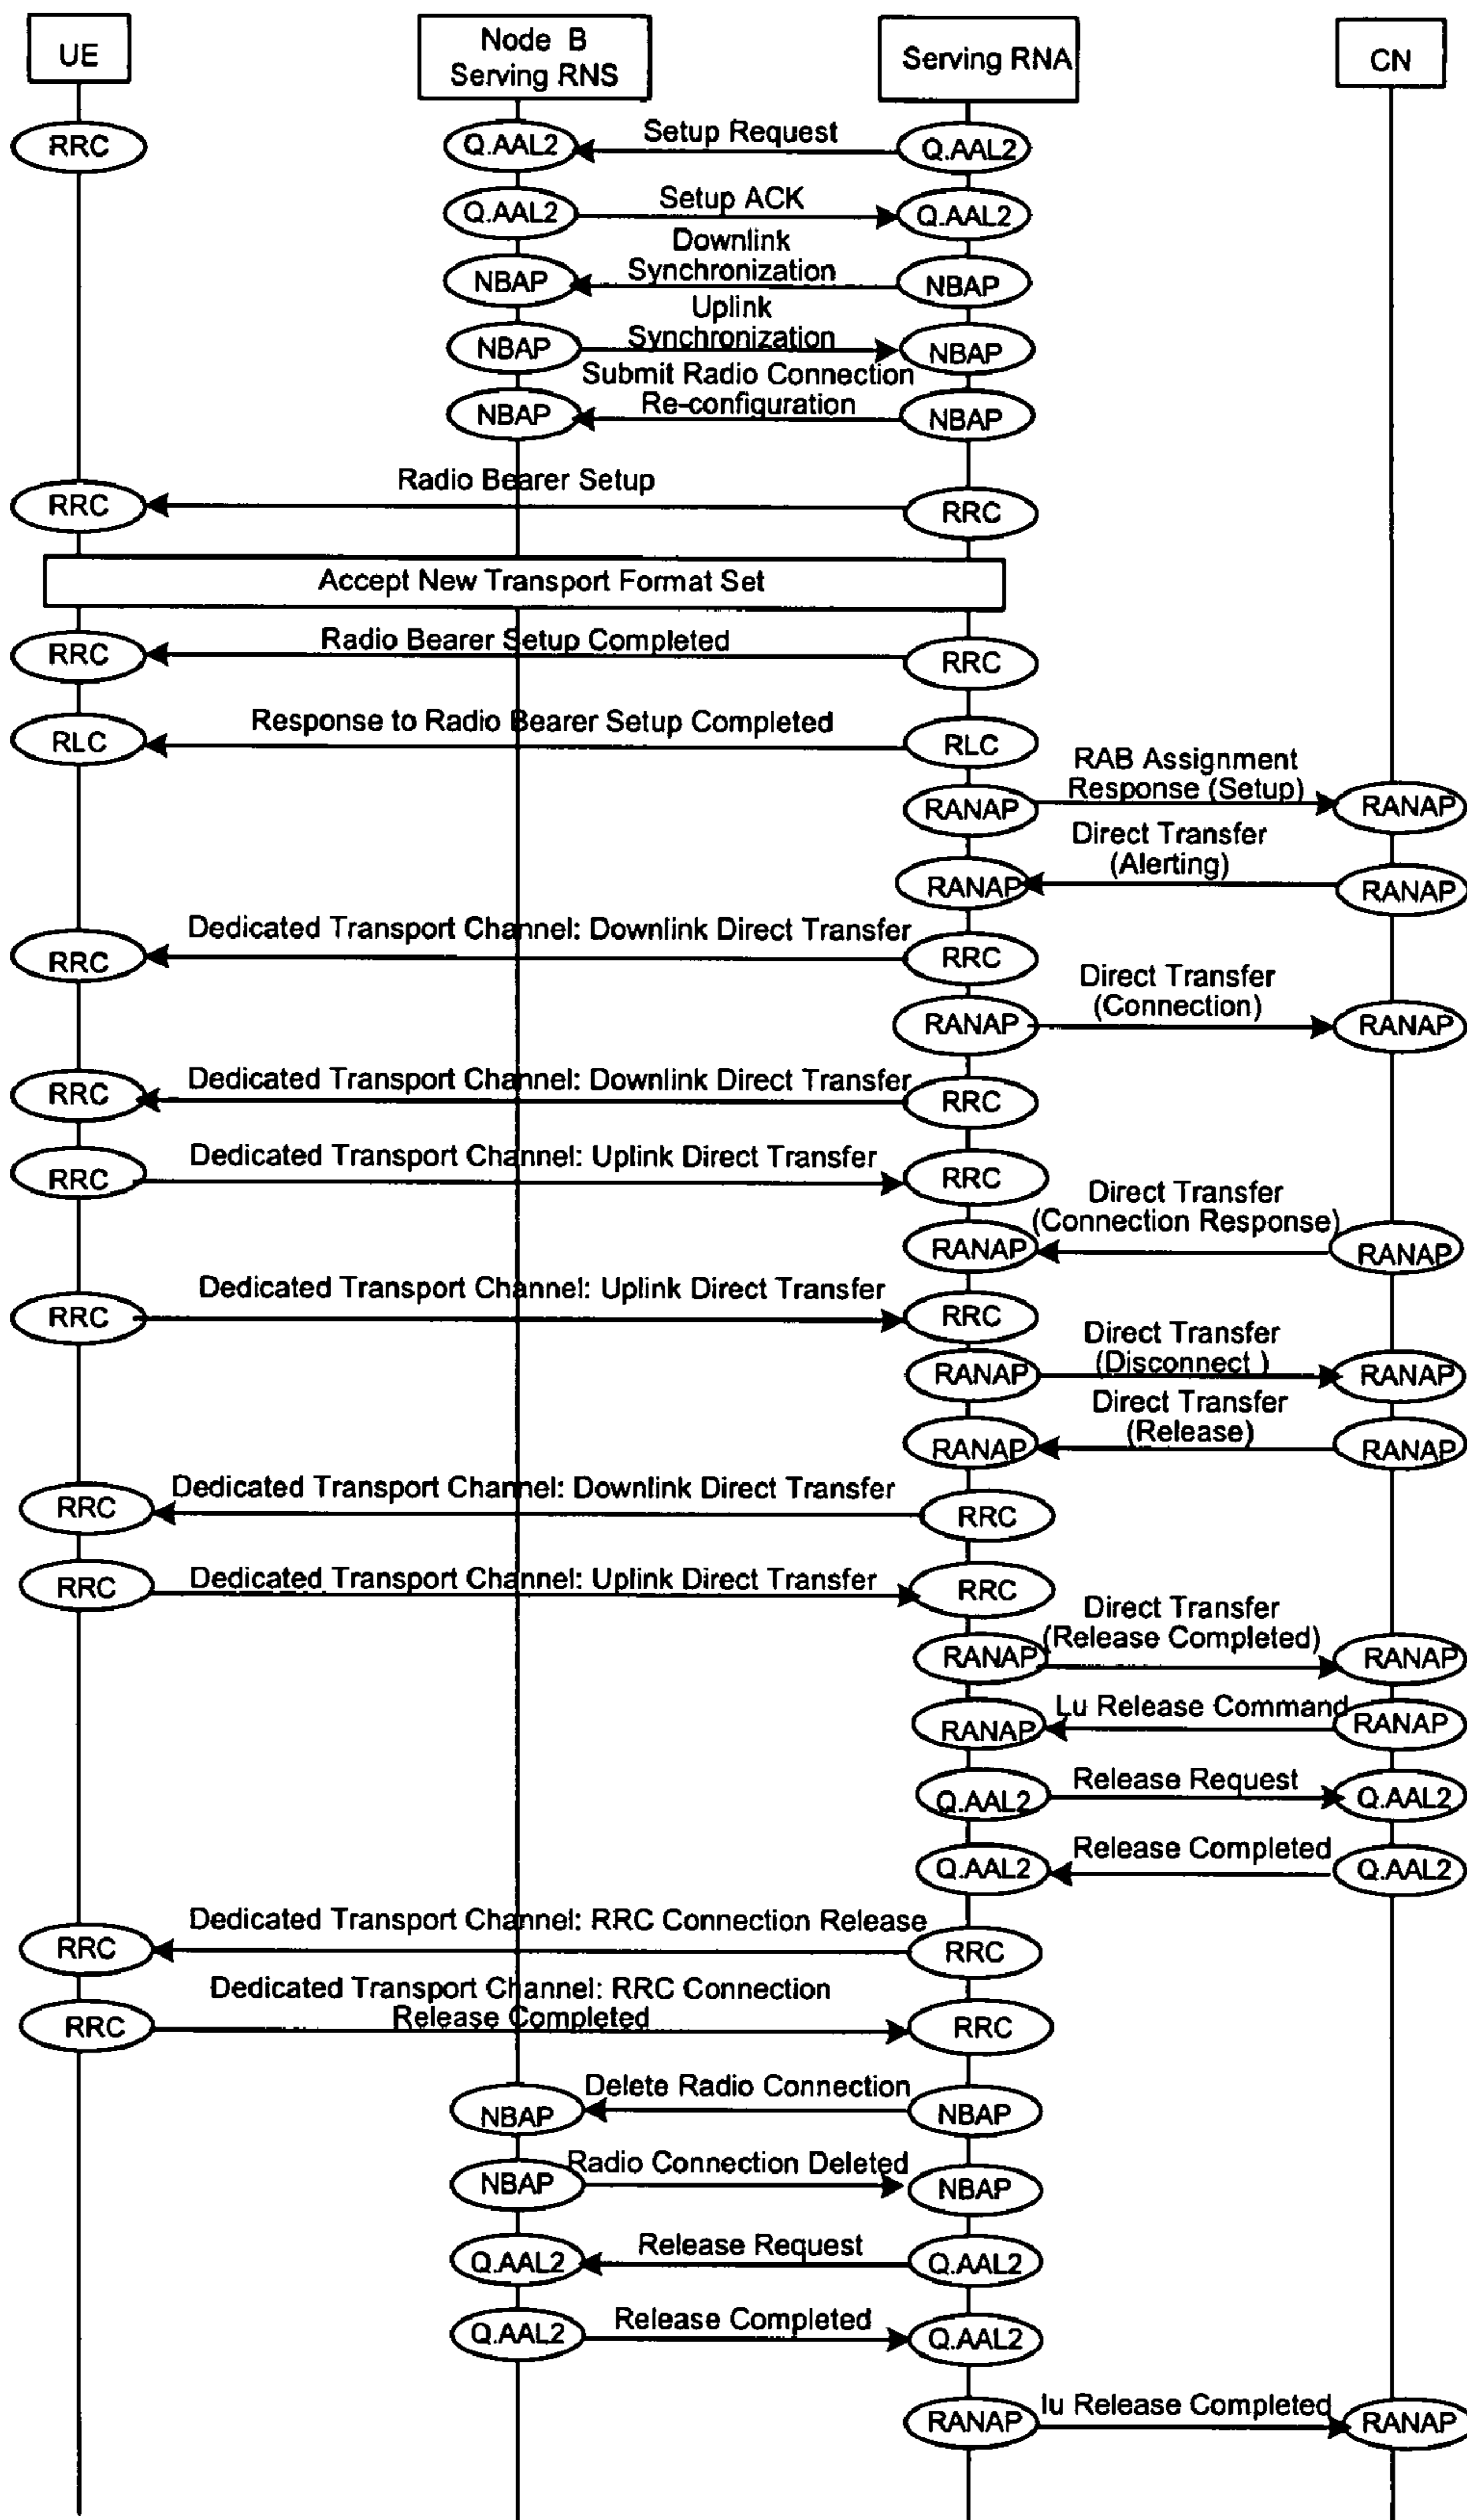 UE
Node B
Serving RNS
Serving RNA
CN
RRC
Q.AAL2
Setup Request
Q.AAL2
Q.AAL2
Setup ACK
Q.AAL2
Downlink
Synchronization
NBAP
NBAP
Uplink
Synchronization
NBAP
NBAP
Submit Radio Connection
Re-configuration
NBAP
NBAP
Radio Bearer Setup
RRC
RRC
Accept New Transport Format Set
Radio Bearer Setup Completed
RRC
RRC
Response to Radio Bearer Setup Completed
RLC
RLC
RAB Assignment
Response (Setup)
RANAP
RANAP
Direct Transfer
(Alerting)
RANAP
RANAP
Dedicated Transport Channel: Downlink Direct Transfer
RRC
RRC
Direct Transfer
(Connection)
RANAP
RANAP
Dedicated Transport Channel: Downlink Direct Transfer
RRC
RRC
Dedicated Transport Channel: Uplink Direct Transfer
RRC
RRC
Direct Transfer
(Connection Response)
RANAP
RANAP
Dedicated Transport Channel: Uplink Direct Transfer
RRC
RRC
Direct Transfer
(Disconnect )
RANAP
RANAP
Direct Transfer
(Release)
RANAP
RANAP
Dedicated Transport Channel: Downlink Direct Transfer
RRC
RRC
Dedicated Transport Channel: Uplink Direct Transfer
RRC
RRC
Direct Transfer
(Release Completed)
RANAP
RANAP
Lu Release Command
RANAP
RANAP
Release Request
Q.AAL2
Q.AAL2
Release Completed
Q.AAL2
Q.AAL2
Dedicated Transport Channel: RRC Connection Release
RRC
RRC
Dedicated Transport Channel: RRC Connection
Release Completed
RRC
RRC
Delete Radio Connection
NBAP
NBAP
Radio Connection Deleted
NBAP
NBAP
Release Request
Q.AAL2
Q.AAL2
Release Completed
Q.AAL2
Q.AAL2
Iu Release Completed
RANAP
RANAP